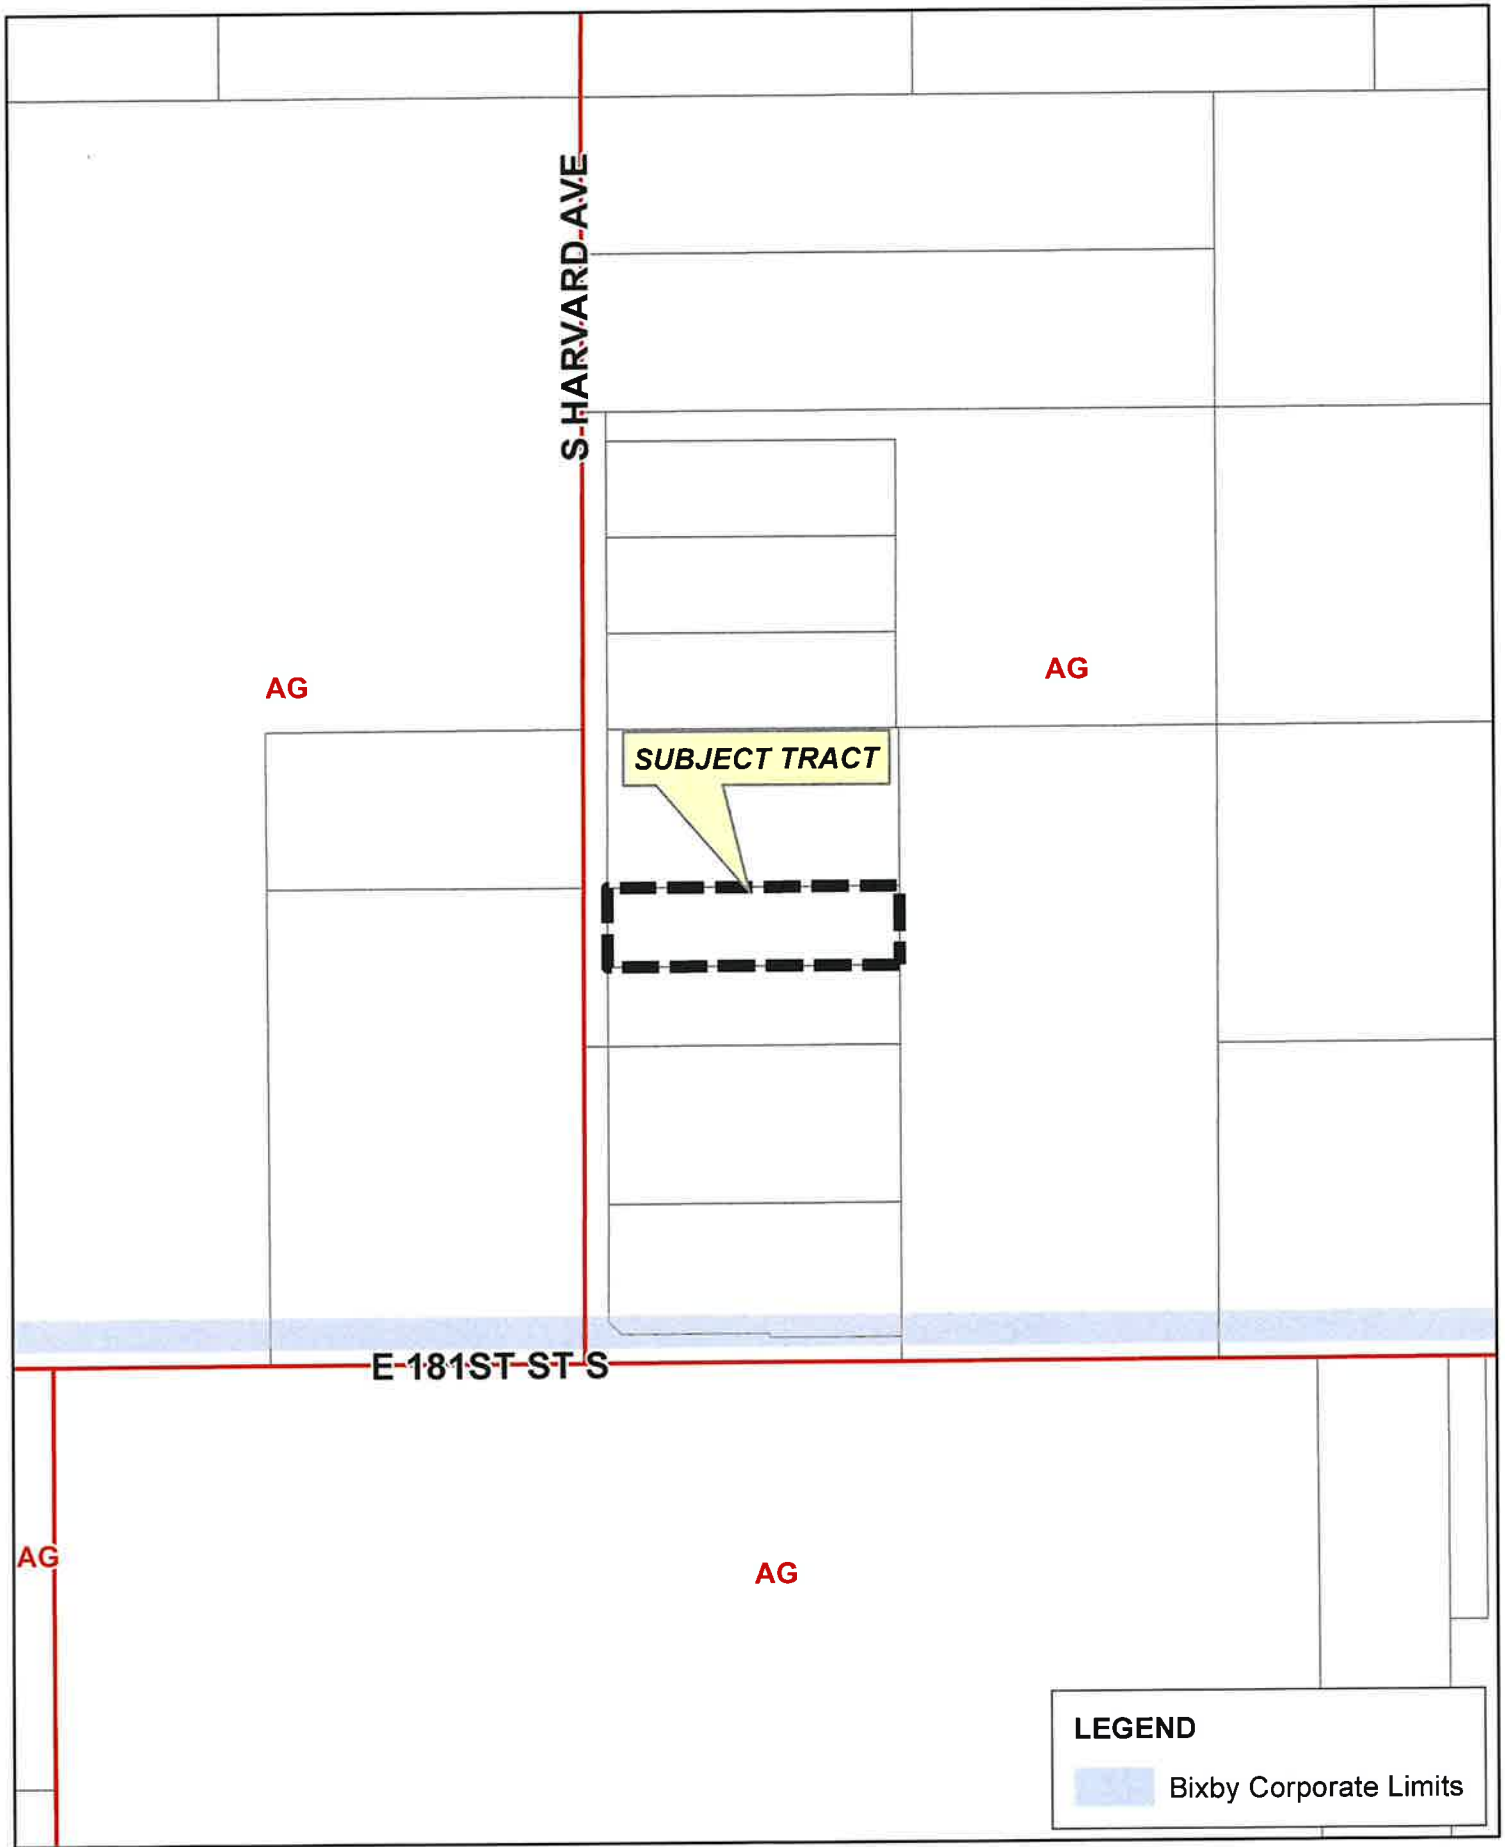 S HARVARD AVE
AG
AG
SUBJECT TRACT
E 181ST ST S
AG
AG
LEGEND
Bixby Corporate Limits